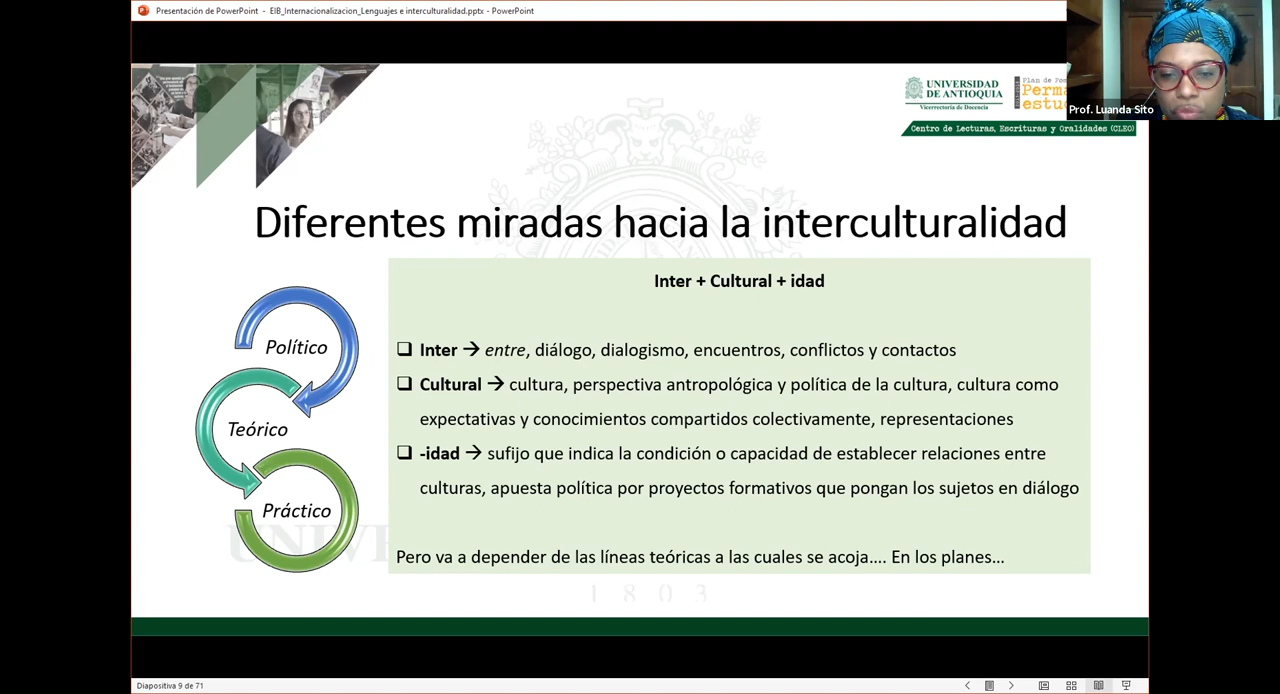 Presentación de PowerPoint - EIB_Internacionalizacion_Lenguajes e interculturalidad.pptx - PowerPoint
UNIVERSIDAD
DE ANTIOQUIA
Vicerrectoría de Docencia
Plan de
Prof. Luanda Sito
Centro de Lecturas, Escrituras y Oralidades (CLEO)
Diferentes miradas hacia la interculturalidad
Inter + Cultural + idad
Político
Teórico
Práctico
❑ Inter → entre, diálogo, dialogismo, encuentros, conflictos y contactos
❑ Cultural → cultura, perspectiva antropológica y política de la cultura, cultura como
expectativas y conocimientos compartidos colectivamente, representaciones
❑ -idad → sufijo que indica la condición o capacidad de establecer relaciones entre
culturas, apuesta política por proyectos formativos que pongan los sujetos en diálogo
Pero va a depender de las líneas teóricas a las cuales se acoja.... En los planes...
1803
Diapositiva 9 de 71